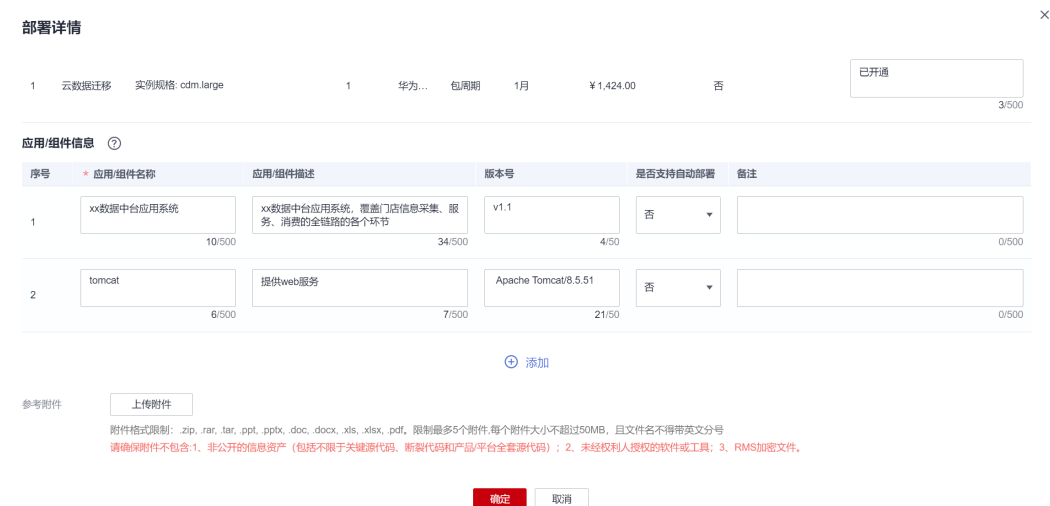 部署详情
1 云数据迁移 实例规格: cdm.large 1 华为... 包周期 1月 ¥1,424.00 否 已开通
3/500
应用/组件信息
序号 * 应用/组件名称 应用/组件描述 版本号 是否支持自动部署 备注
1 xx数据中台应用系统 xx数据中台应用系统，覆盖门店信息采集、服 v1.1 否
务、消费的全链路的各个环节
10/500 34/500 4/50 0/500
2 tomcat 提供web服务 Apache Tomcat/8.5.51 否
6/500 7/500 21/50 0/500
添加
参考附件 上传附件
附件格式限制：.zip, .rar, .tar, .ppt, .pptx, .doc, .docx, .xls, .xlsx, .pdf。限制最多5个附件,每个附件大小不超过50MB，且文件名不得带英文分号
请确保附件不包含:1、非公开的信息资产（包括不限于关键源代码、断裂代码和产品/平台全套源代码）；2、未经权利人授权的软件或工具；3、RMS加密文件。
确定 取消